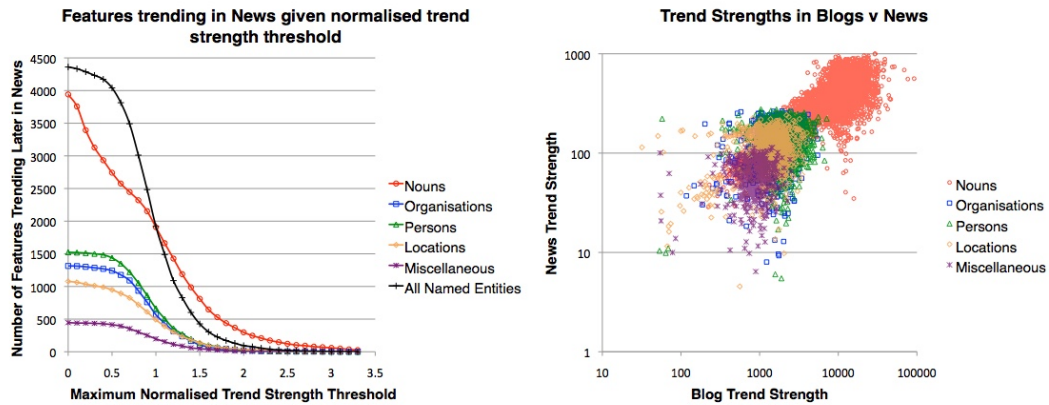 Features trending in News given normalised trend
strength threshold
Number of Features Trending Later in News
4500
4000
3500
3000
2500
2000
1500
1000
500
0
0 0.5 1 1.5 2 2.5 3 3.5
Maximum Normalised Trend Strength Threshold
Nouns
Organisations
Persons
Locations
Miscellaneous
All Named Entities
Trend Strengths in Blogs v News
News Trend Strength
1000
100
10
1
10 100 1000 10000 100000
Blog Trend Strength
Nouns
Organisations
Persons
Locations
Miscellaneous